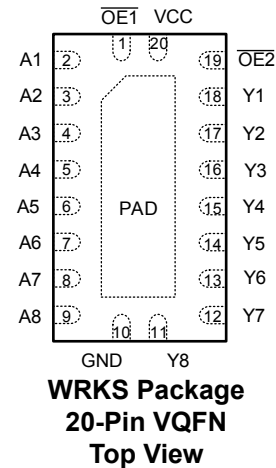 OE1 VCC
1 20
A1 2 19 OE2
A2 3 18 Y1
A3 4 17 Y2
A4 5 16 Y3
A5 6 PAD 15 Y4
A6 7 14 Y5
A7 8 13 Y6
A8 9 12 Y7
10 11
GND Y8
WRKS Package
20-Pin VQFN
Top View